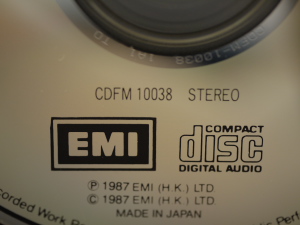 CDFM 10038 STEREO
EMI
COMPACT
disc
DIGITAL AUDIO
Ⓟ 1987 EMI (H.K.) LTD
© 1987 EMI (H.K.) LTD.
MADE IN JAPAN